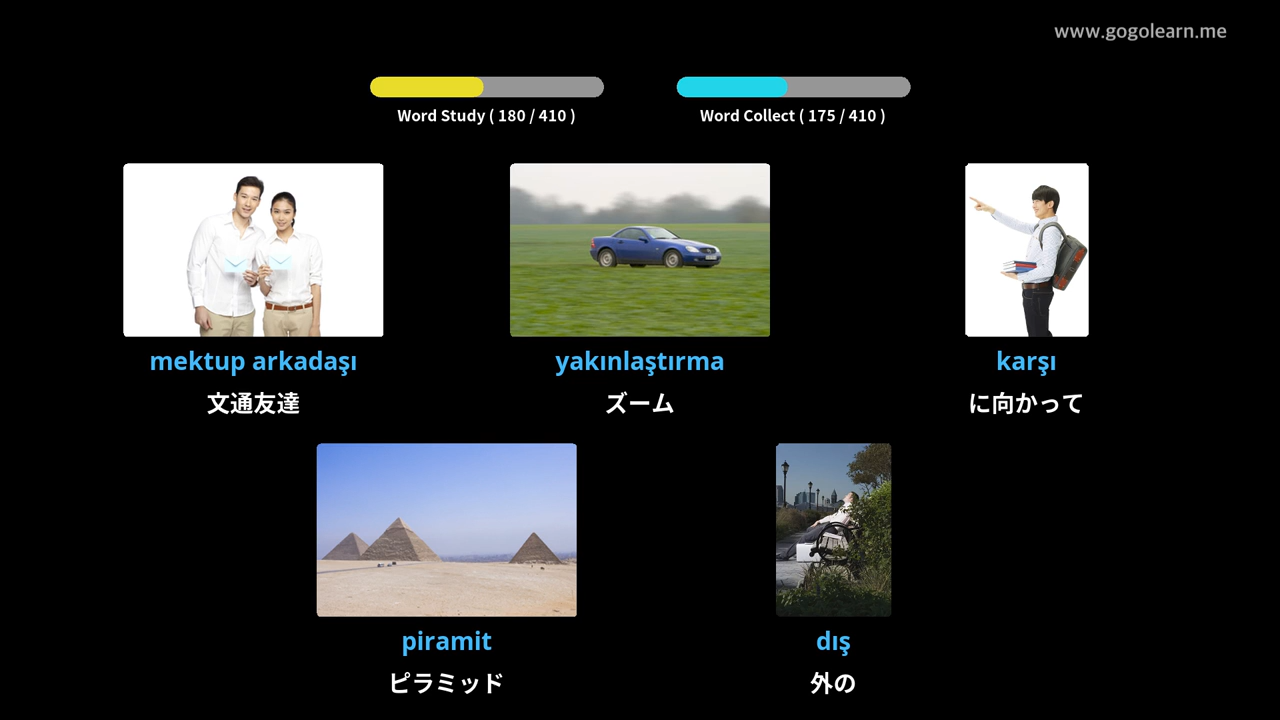 www.gogolearn.me
Word Study ( 180 / 410 )
Word Collect ( 175 / 410 )
mektup arkadaşı
文通友達
yakınlaştırma
ズーム
karşı
に向かって
piramit
ピラミッド
dış
外の